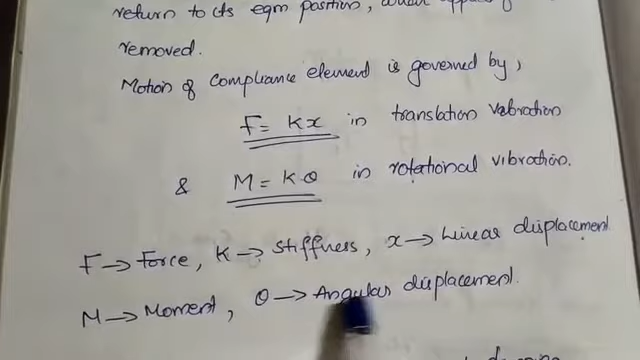 return to its eqm position, when
removed.
Motion of compliance element is governed by,
F = Kx in translation vibration
& M = Kθ in rotational vibration.
F → Force, K → stiffness, x → Linear displacement
M → Moment, θ → Angular displacement.